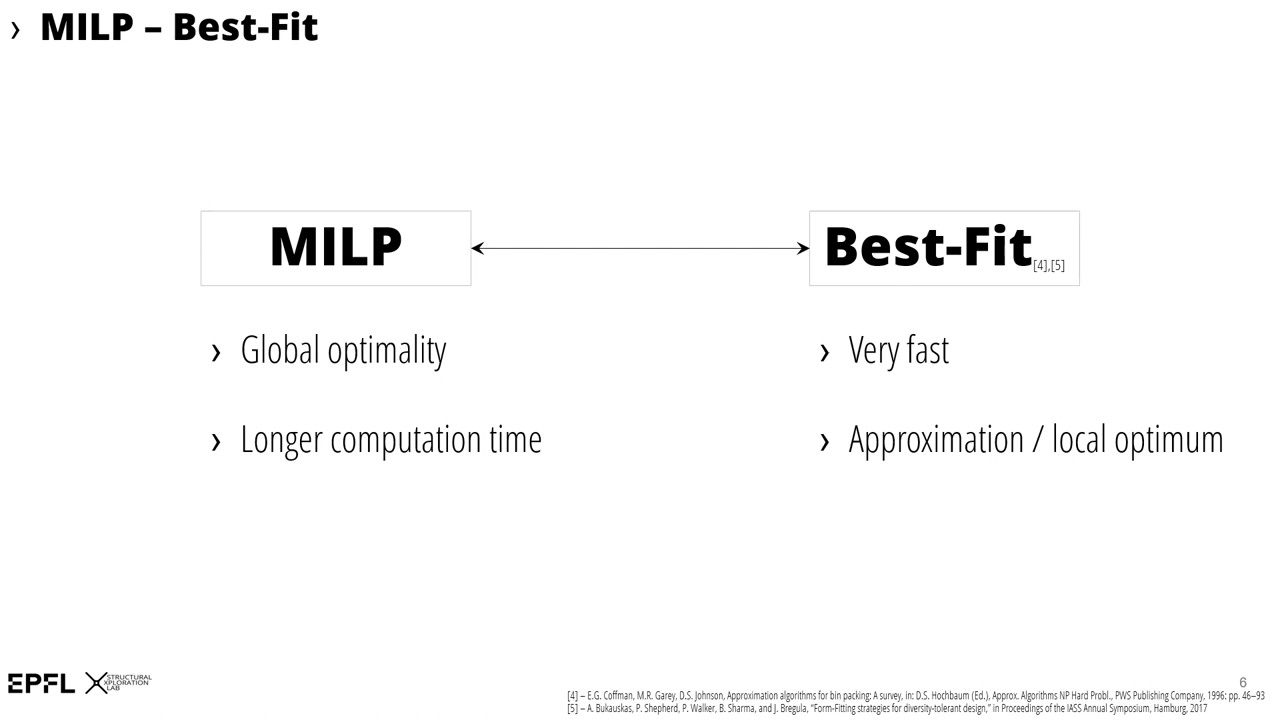 › MILP – Best-Fit
MILP
Best-Fit[4],[5]
› Global optimality
› Longer computation time
› Very fast
› Approximation / local optimum
EPFL
STRUCTURAL
XPLORATION
LAB
6
[4] – E.G. Coffman, M.R. Garey, D.S. Johnson, Approximation algorithms for bin packing: A survey, in: D.S. Hochbaum (Ed.), Approx. Algorithms NP Hard Probl., PWS Publishing Company, 1996: pp. 46–93
[5] – A. Bukauskas, P. Shepherd, P. Walker, B. Sharma, and J. Bregula, "Form-Fitting strategies for diversity-tolerant design," in Proceedings of the IASS Annual Symposium, Hamburg, 2017